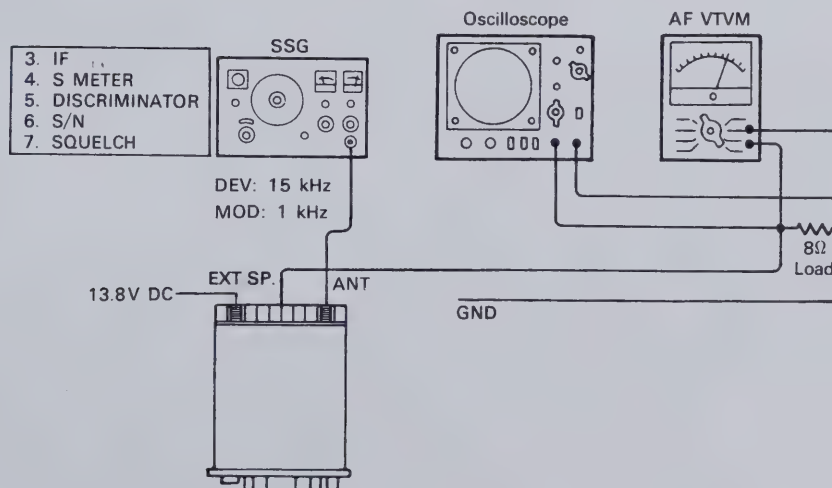 3. IF
4. S METER
5. DISCRIMINATOR
6. S/N
7. SQUELCH
SSG
Oscilloscope
AF VTVM
DEV: 15 kHz
MOD: 1 kHz
8Ω
Load
EXT SP.
ANT
13.8V DC
GND